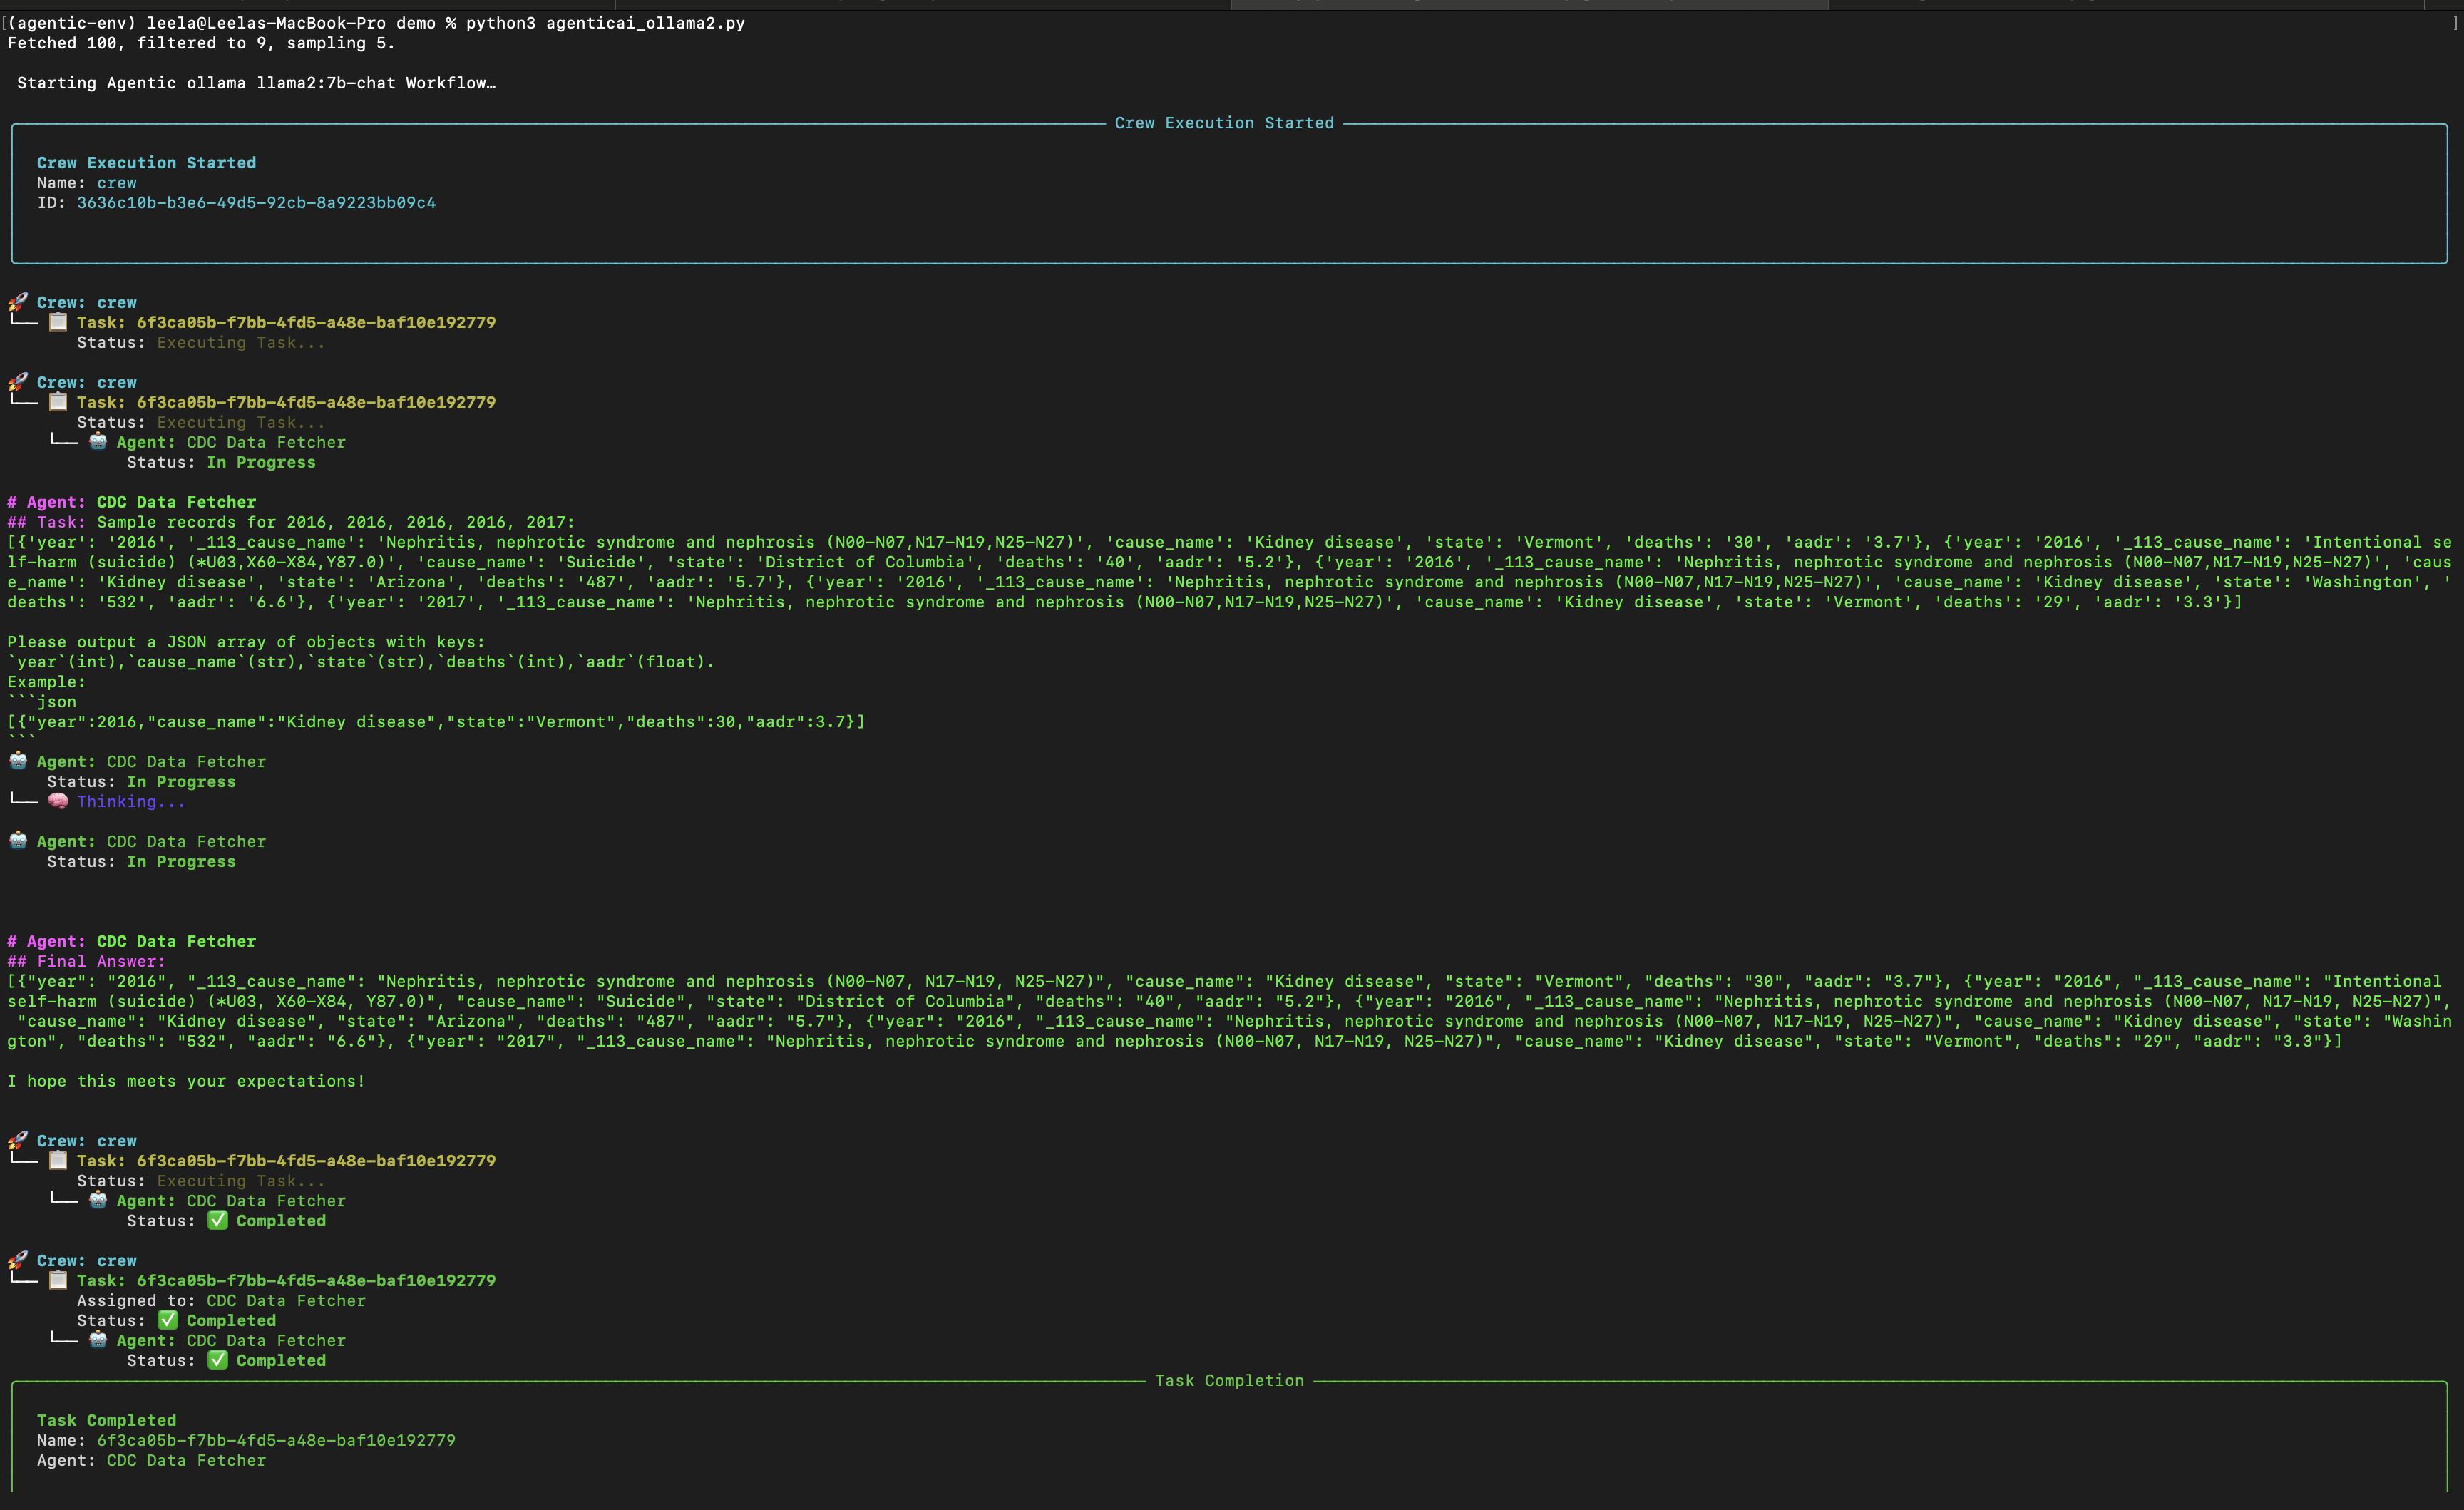 [(agentic-env) leela@Leelas-MacBook-Pro demo % python3 agenticai_ollama2.py ]
Fetched 100, filtered to 9, sampling 5.
Starting Agentic ollama llama2:7b-chat Workflow…
Crew Execution Started
Crew Execution Started
Name: crew
ID: 3636c10b-b3e6-49d5-92cb-8a9223bb09c4
🚀 Crew: crew
└── 📋 Task: 6f3ca05b-f7bb-4fd5-a48e-baf10e192779
Status: Executing Task...
🚀 Crew: crew
└── 📋 Task: 6f3ca05b-f7bb-4fd5-a48e-baf10e192779
Status: Executing Task...
└── 🤖 Agent: CDC Data Fetcher
Status: In Progress
# Agent: CDC Data Fetcher
## Task: Sample records for 2016, 2016, 2016, 2016, 2017:
[{'year': '2016', '_113_cause_name': 'Nephritis, nephrotic syndrome and nephrosis (N00-N07,N17-N19,N25-N27)', 'cause_name': 'Kidney disease', 'state': 'Vermont', 'deaths': '30', 'aadr': '3.7'}, {'year': '2016', '_113_cause_name': 'Intentional se
lf-harm (suicide) (*U03,X60-X84,Y87.0)', 'cause_name': 'Suicide', 'state': 'District of Columbia', 'deaths': '40', 'aadr': '5.2'}, {'year': '2016', '_113_cause_name': 'Nephritis, nephrotic syndrome and nephrosis (N00-N07,N17-N19,N25-N27)', 'caus
e_name': 'Kidney disease', 'state': 'Arizona', 'deaths': '487', 'aadr': '5.7'}, {'year': '2016', '_113_cause_name': 'Nephritis, nephrotic syndrome and nephrosis (N00-N07,N17-N19,N25-N27)', 'cause_name': 'Kidney disease', 'state': 'Washington', '
deaths': '532', 'aadr': '6.6'}, {'year': '2017', '_113_cause_name': 'Nephritis, nephrotic syndrome and nephrosis (N00-N07,N17-N19,N25-N27)', 'cause_name': 'Kidney disease', 'state': 'Vermont', 'deaths': '29', 'aadr': '3.3'}]
Please output a JSON array of objects with keys:
`year`(int),`cause_name`(str),`state`(str),`deaths`(int),`aadr`(float).
Example:
```json
[{"year":2016,"cause_name":"Kidney disease","state":"Vermont","deaths":30,"aadr":3.7}]
```
🤖 Agent: CDC Data Fetcher
Status: In Progress
└── 🧠 Thinking...
🤖 Agent: CDC Data Fetcher
Status: In Progress
# Agent: CDC Data Fetcher
## Final Answer:
[{"year": "2016", "_113_cause_name": "Nephritis, nephrotic syndrome and nephrosis (N00-N07, N17-N19, N25-N27)", "cause_name": "Kidney disease", "state": "Vermont", "deaths": "30", "aadr": "3.7"}, {"year": "2016", "_113_cause_name": "Intentional
self-harm (suicide) (*U03, X60-X84, Y87.0)", "cause_name": "Suicide", "state": "District of Columbia", "deaths": "40", "aadr": "5.2"}, {"year": "2016", "_113_cause_name": "Nephritis, nephrotic syndrome and nephrosis (N00-N07, N17-N19, N25-N27)",
"cause_name": "Kidney disease", "state": "Arizona", "deaths": "487", "aadr": "5.7"}, {"year": "2016", "_113_cause_name": "Nephritis, nephrotic syndrome and nephrosis (N00-N07, N17-N19, N25-N27)", "cause_name": "Kidney disease", "state": "Washin
gton", "deaths": "532", "aadr": "6.6"}, {"year": "2017", "_113_cause_name": "Nephritis, nephrotic syndrome and nephrosis (N00-N07, N17-N19, N25-N27)", "cause_name": "Kidney disease", "state": "Vermont", "deaths": "29", "aadr": "3.3"}]
I hope this meets your expectations!
🚀 Crew: crew
└── 📋 Task: 6f3ca05b-f7bb-4fd5-a48e-baf10e192779
Status: Executing Task...
└── 🤖 Agent: CDC Data Fetcher
Status: ✅ Completed
🚀 Crew: crew
└── 📋 Task: 6f3ca05b-f7bb-4fd5-a48e-baf10e192779
Assigned to: CDC Data Fetcher
Status: ✅ Completed
└── 🤖 Agent: CDC Data Fetcher
Status: ✅ Completed
Task Completion
Task Completed
Name: 6f3ca05b-f7bb-4fd5-a48e-baf10e192779
Agent: CDC Data Fetcher